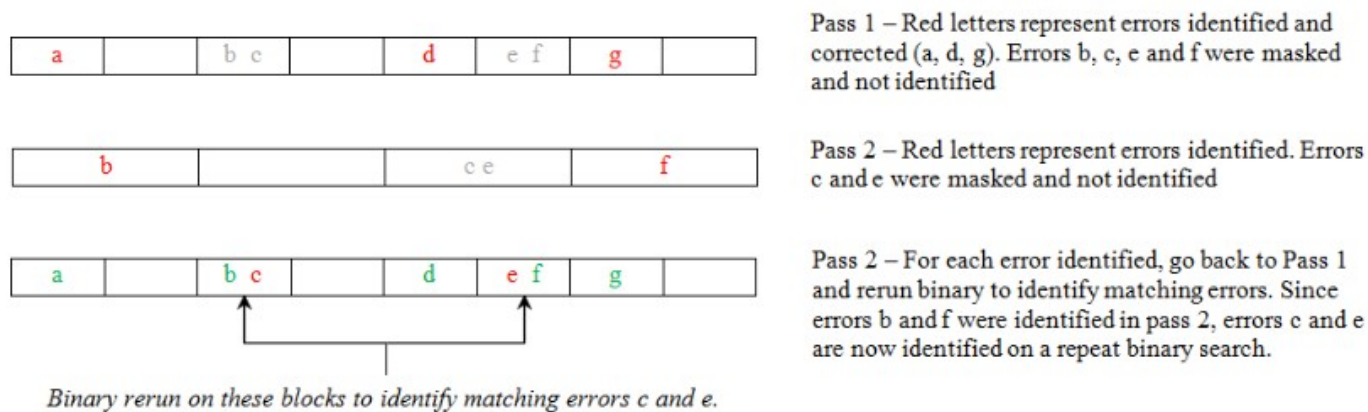 a b c d e f g
Pass 1 – Red letters represent errors identified and
corrected (a, d, g). Errors b, c, e and f were masked
and not identified
b c e f
Pass 2 – Red letters represent errors identified. Errors
c and e were masked and not identified
a b c d e f g
Pass 2 – For each error identified, go back to Pass 1
and rerun binary to identify matching errors. Since
errors b and f were identified in pass 2, errors c and e
are now identified on a repeat binary search.
Binary rerun on these blocks to identify matching errors c and e.